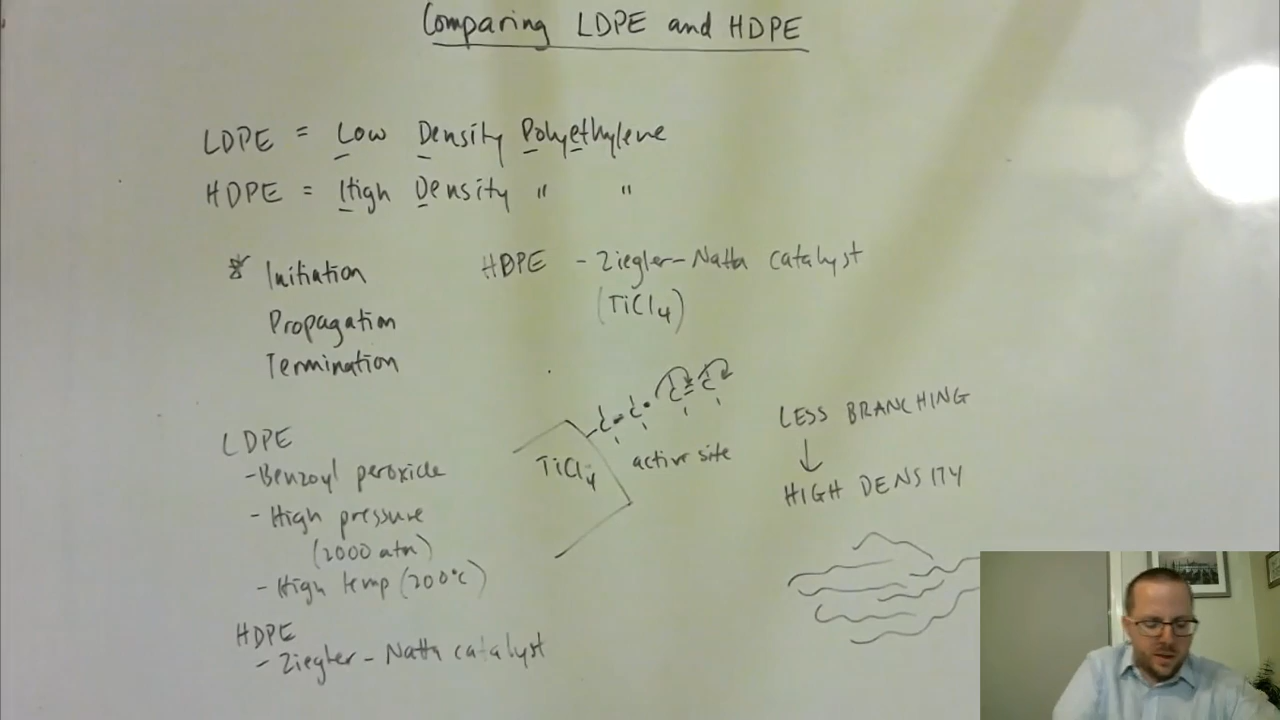 Comparing LDPE and HDPE
LDPE = Low Density Polyethylene
HDPE = High Density " "
* Initiation
Propagation
Termination
HDPE - Ziegler-Natta catalyst
(TiCl4)
LDPE
- Benzoyl peroxide
- High pressure
(2000 atm)
- High temp (200°C)
HDPE
- Ziegler - Natta catalyst
C C C C
TiCl4
active site
LESS BRANCHING
↓
HIGH DENSITY